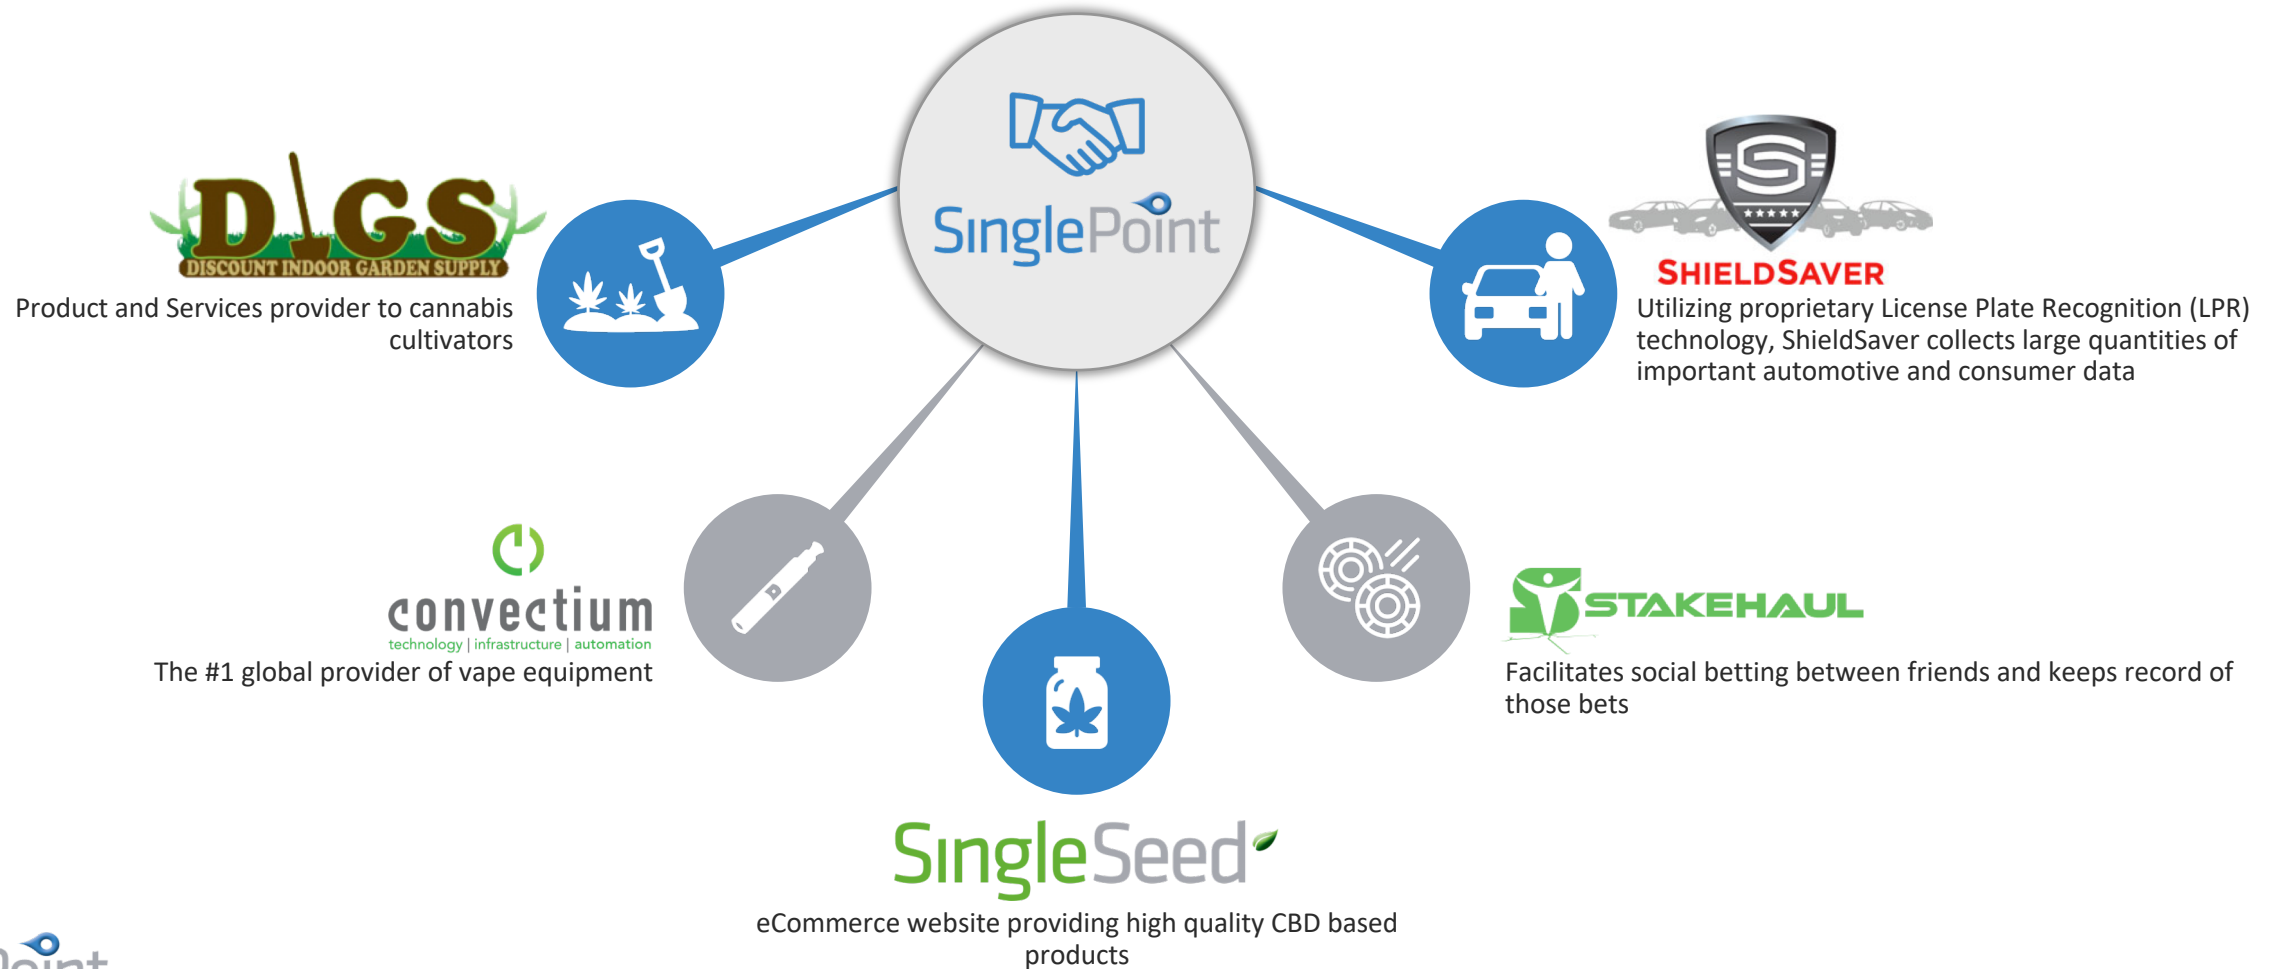 SinglePoint
DIGS
DISCOUNT INDOOR GARDEN SUPPLY
Product and Services provider to cannabis
cultivators
S
SHIELDSAVER
Utilizing proprietary License Plate Recognition (LPR)
technology, ShieldSaver collects large quantities of
important automotive and consumer data
convectium
technology | infrastructure | automation
The #1 global provider of vape equipment
STAKEHAUL
Facilitates social betting between friends and keeps record of
those bets
SingleSeed
eCommerce website providing high quality CBD based
products
Point